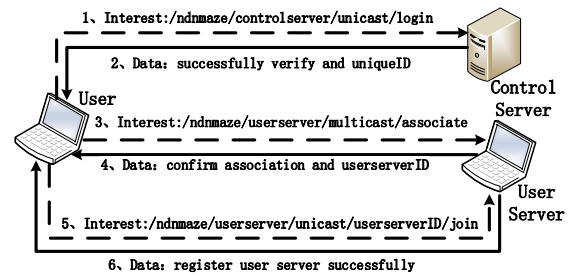 1、Interest:/ndnmaze/controlserver/unicast/login
2、Data: successfully verify and uniqueID
User
Control
Server
3、Interest:/ndnmaze/userserver/multicast/associate
4、Data: confirm association and userserverID
User
Server
5、Interest:/ndnmaze/userserver/unicast/userserverID/join
6、Data: register user server successfully